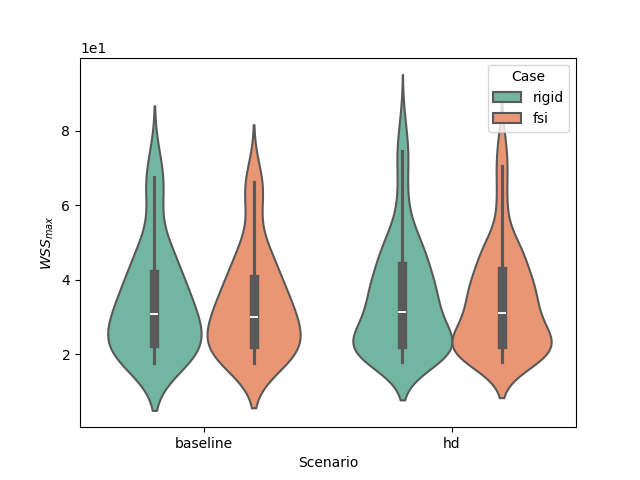 1e1
Case
rigid
fsi
8
6
4
2
WSS_max
baseline
hd
Scenario